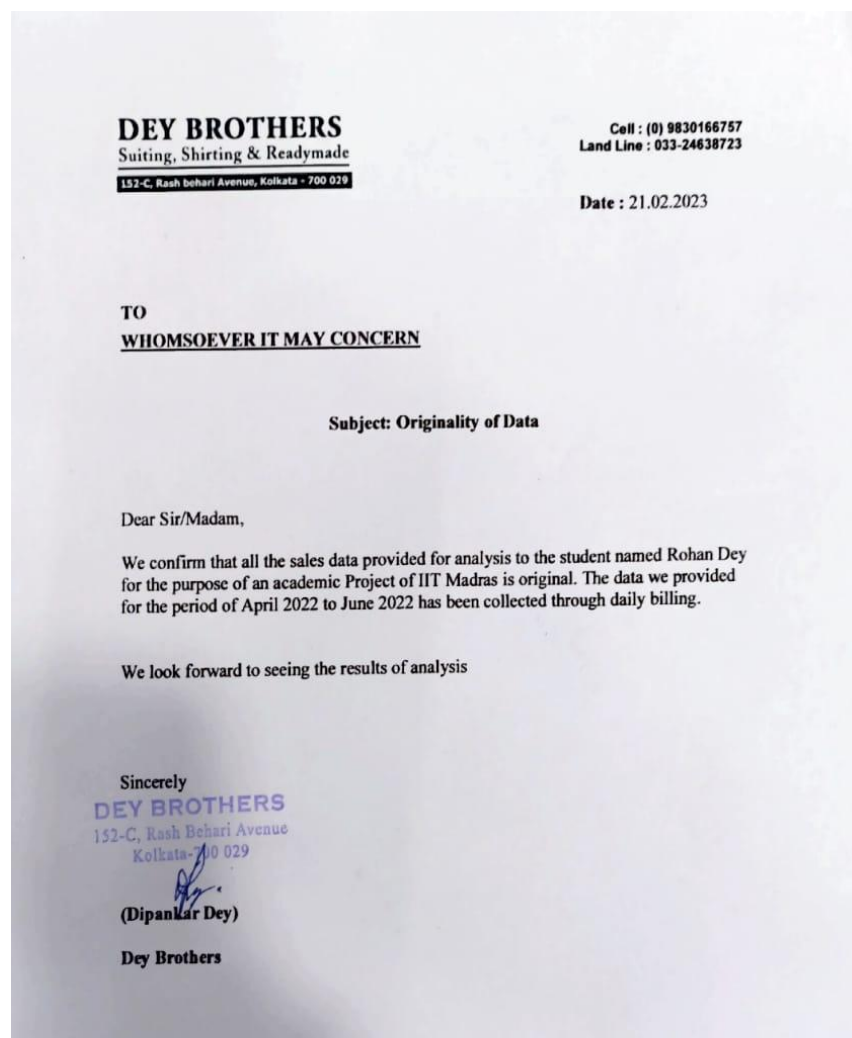 DEY BROTHERS
Suiting, Shirting & Readymade
152-C, Rash behari Avenue, Kolkata - 700 029
Cell : (0) 9830166757
Land Line : 033-24638723
Date : 21.02.2023
TO
WHOMSOEVER IT MAY CONCERN
Subject: Originality of Data
Dear Sir/Madam,
We confirm that all the sales data provided for analysis to the student named Rohan Dey
for the purpose of an academic Project of IIT Madras is original. The data we provided
for the period of April 2022 to June 2022 has been collected through daily billing.
We look forward to seeing the results of analysis
Sincerely
DEY BROTHERS
152-C, Rash Behari Avenue
Kolkata-700 029
(Dipankar Dey)
Dey Brothers